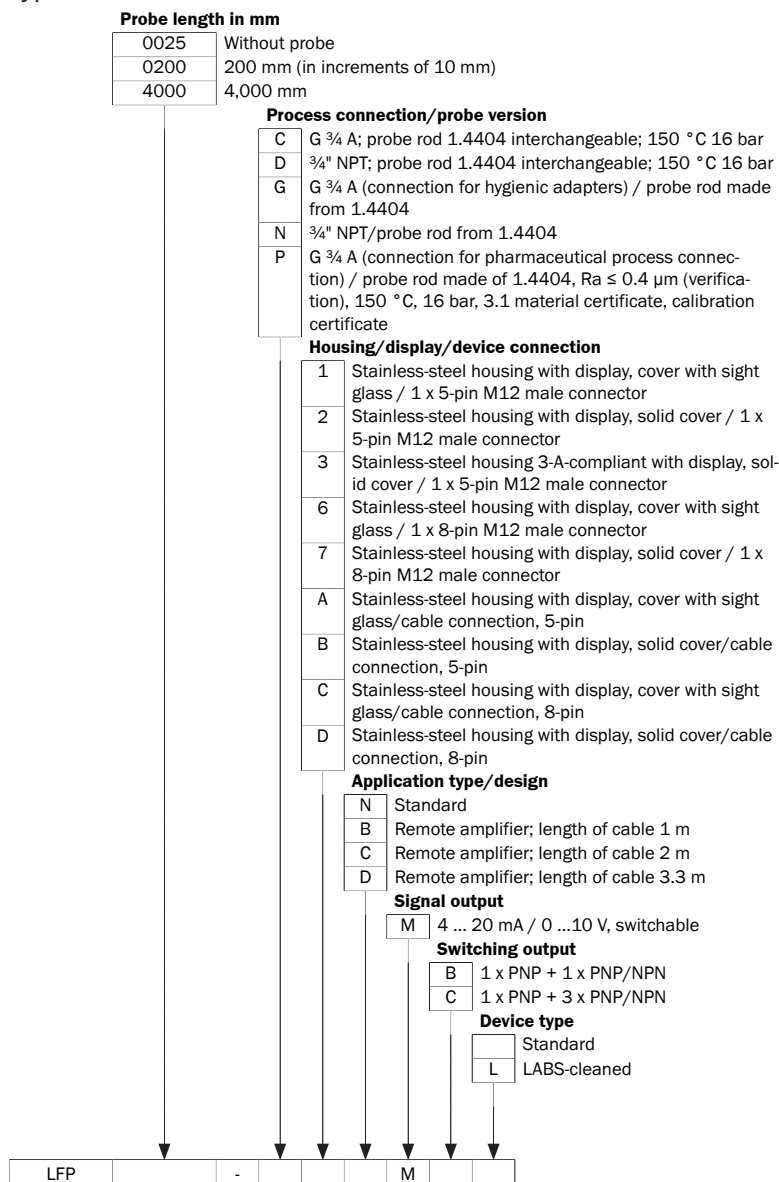 Probe length in mm
0025 Without probe
0200 200 mm (in increments of 10 mm)
4000 4,000 mm
Process connection/probe version
C G ¾ A; probe rod 1.4404 interchangeable; 150 °C 16 bar
D ¾" NPT; probe rod 1.4404 interchangeable; 150 °C 16 bar
G G ¾ A (connection for hygienic adapters) / probe rod made
from 1.4404
N ¾" NPT/probe rod from 1.4404
P G ¾ A (connection for pharmaceutical process connec-
tion) / probe rod made of 1.4404, Ra ≤ 0.4 µm (verifica-
tion), 150 °C, 16 bar, 3.1 material certificate, calibration
certificate
Housing/display/device connection
1 Stainless-steel housing with display, cover with sight
glass / 1 x 5-pin M12 male connector
2 Stainless-steel housing with display, solid cover / 1 x
5-pin M12 male connector
3 Stainless-steel housing 3-A-compliant with display, sol-
id cover / 1 x 5-pin M12 male connector
6 Stainless-steel housing with display, cover with sight
glass / 1 x 8-pin M12 male connector
7 Stainless-steel housing with display, solid cover / 1 x
8-pin M12 male connector
A Stainless-steel housing with display, cover with sight
glass/cable connection, 5-pin
B Stainless-steel housing with display, solid cover/cable
connection, 5-pin
C Stainless-steel housing with display, cover with sight
glass/cable connection, 8-pin
D Stainless-steel housing with display, solid cover/cable
connection, 8-pin
Application type/design
N Standard
B Remote amplifier; length of cable 1 m
C Remote amplifier; length of cable 2 m
D Remote amplifier; length of cable 3.3 m
Signal output
M 4 ... 20 mA / 0 ...10 V, switchable
Switching output
B 1 x PNP + 1 x PNP/NPN
C 1 x PNP + 3 x PNP/NPN
Device type
Standard
L LABS-cleaned
LFP - M